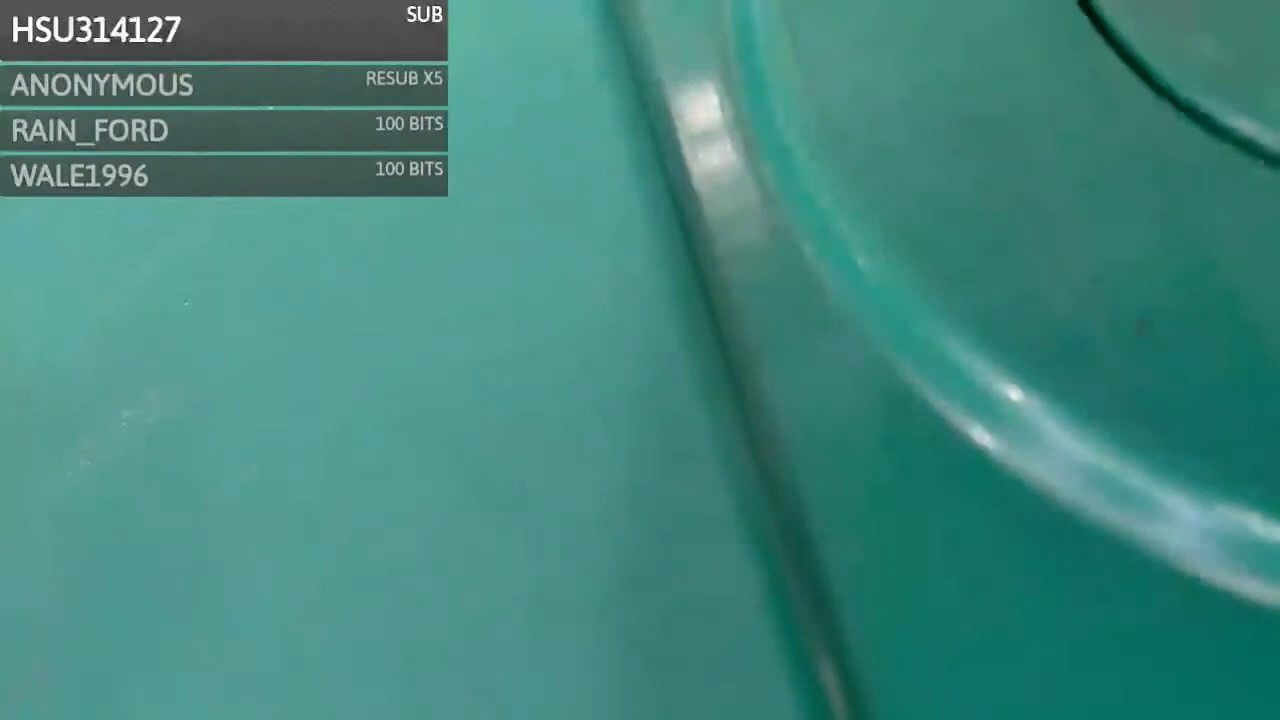 HSU314127 SUB
ANONYMOUS RESUB X5
RAIN_FORD 100 BITS
WALE1996 100 BITS